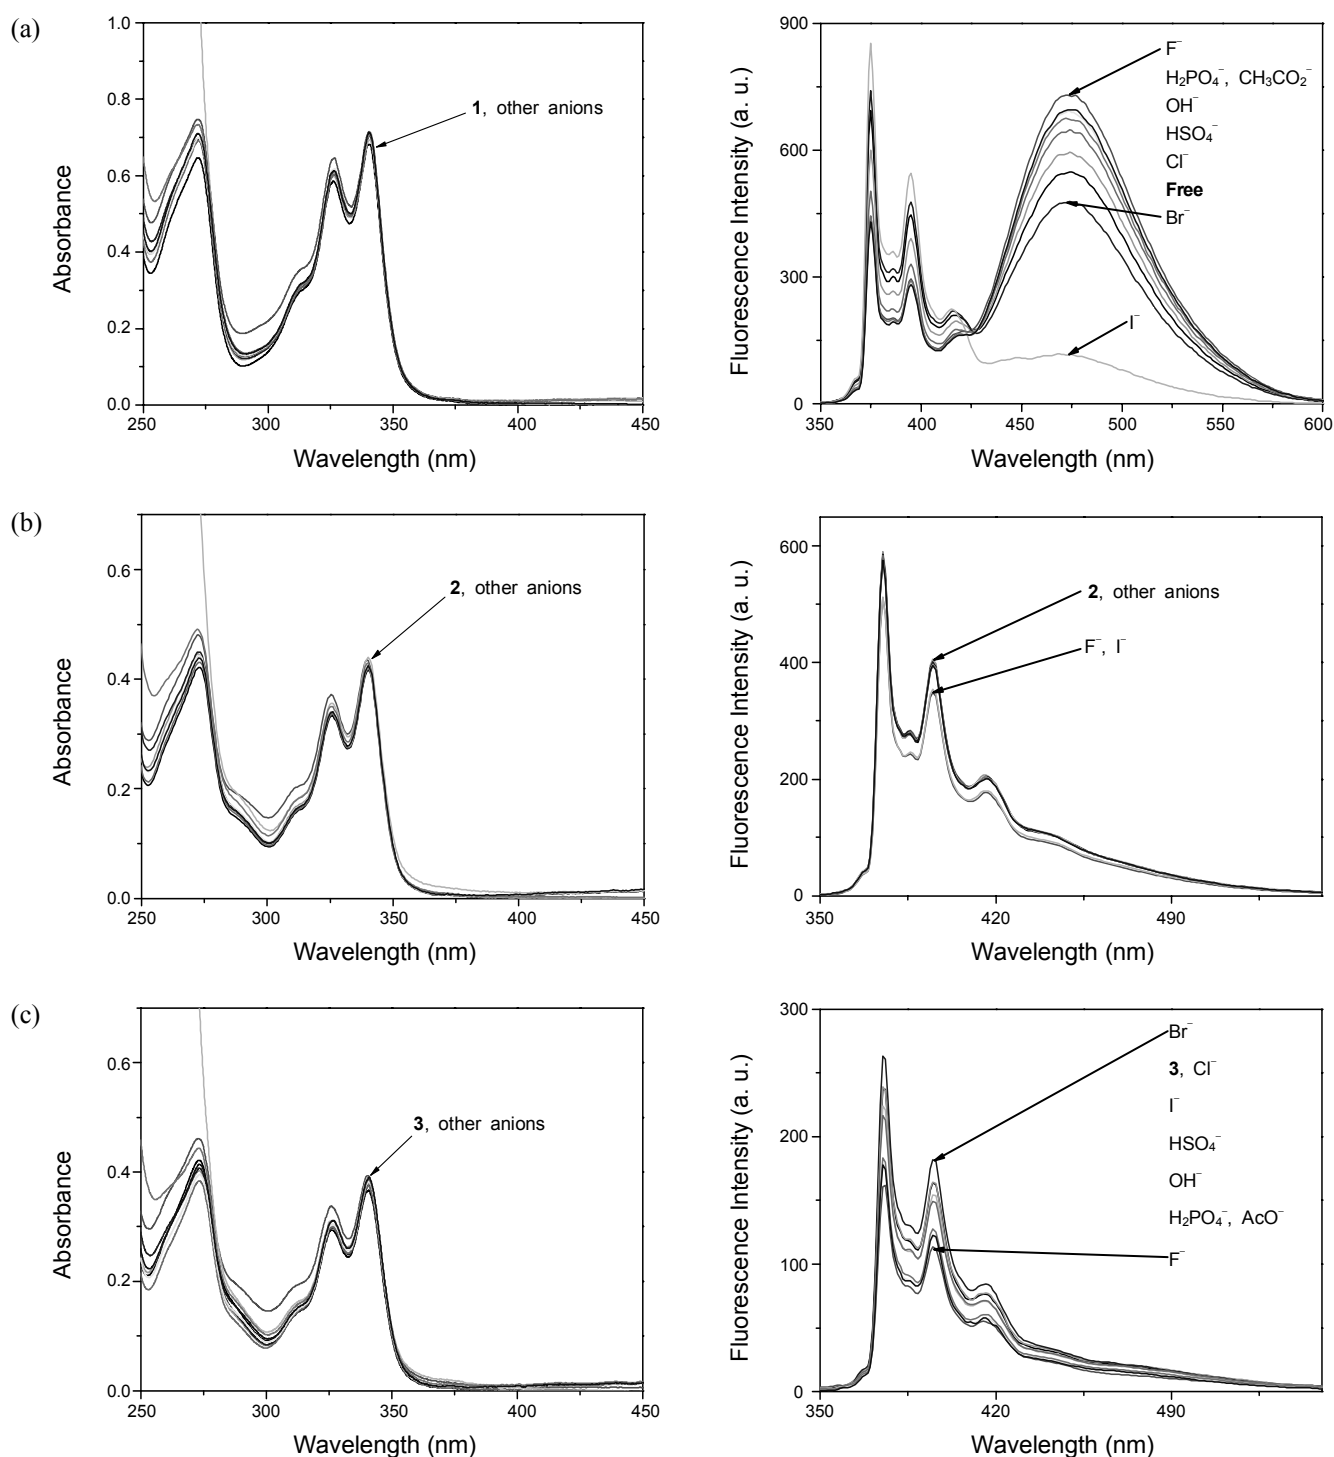 (a)
1.0
0.8
0.6
0.4
0.2
0.0
250
300
350
400
450
Absorbance
Wavelength (nm)
1, other anions
900
600
300
0
350
400
450
500
550
600
Fluorescence Intensity (a. u.)
Wavelength (nm)
F⁻
H₂PO₄⁻, CH₃CO₂⁻
OH⁻
HSO₄⁻
Cl⁻
Free
Br⁻
I⁻
(b)
0.6
0.4
0.2
0.0
250
300
350
400
450
Absorbance
Wavelength (nm)
2, other anions
600
400
200
0
350
420
490
Fluorescence Intensity (a. u.)
Wavelength (nm)
2, other anions
F⁻, I⁻
(c)
0.6
0.4
0.2
0.0
250
300
350
400
450
Absorbance
Wavelength (nm)
3, other anions
300
200
100
0
350
420
490
Fluorescence Intensity (a. u.)
Wavelength (nm)
Br⁻
3, Cl⁻
I⁻
HSO₄⁻
OH⁻
H₂PO₄⁻, AcO⁻
F⁻